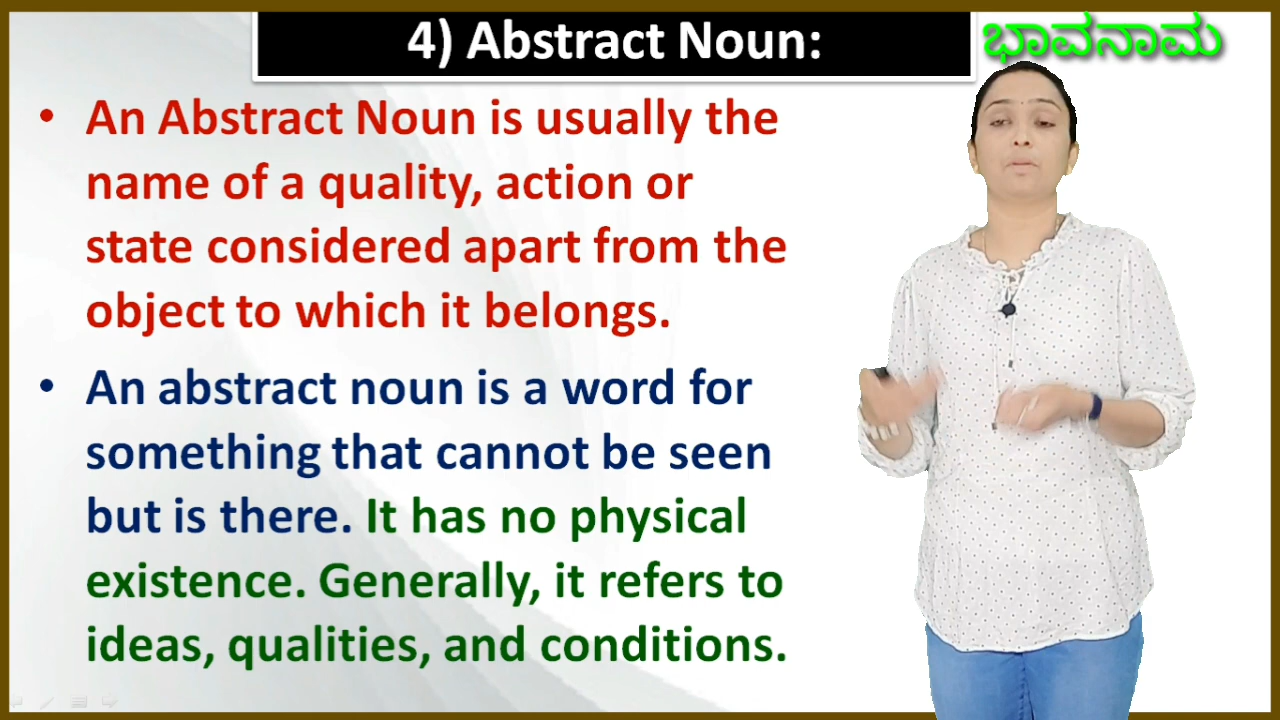 4) Abstract Noun:
ಭಾವನಾಮ
• An Abstract Noun is usually the
name of a quality, action or
state considered apart from the
object to which it belongs.
• An abstract noun is a word for
something that cannot be seen
but is there. It has no physical
existence. Generally, it refers to
ideas, qualities, and conditions.